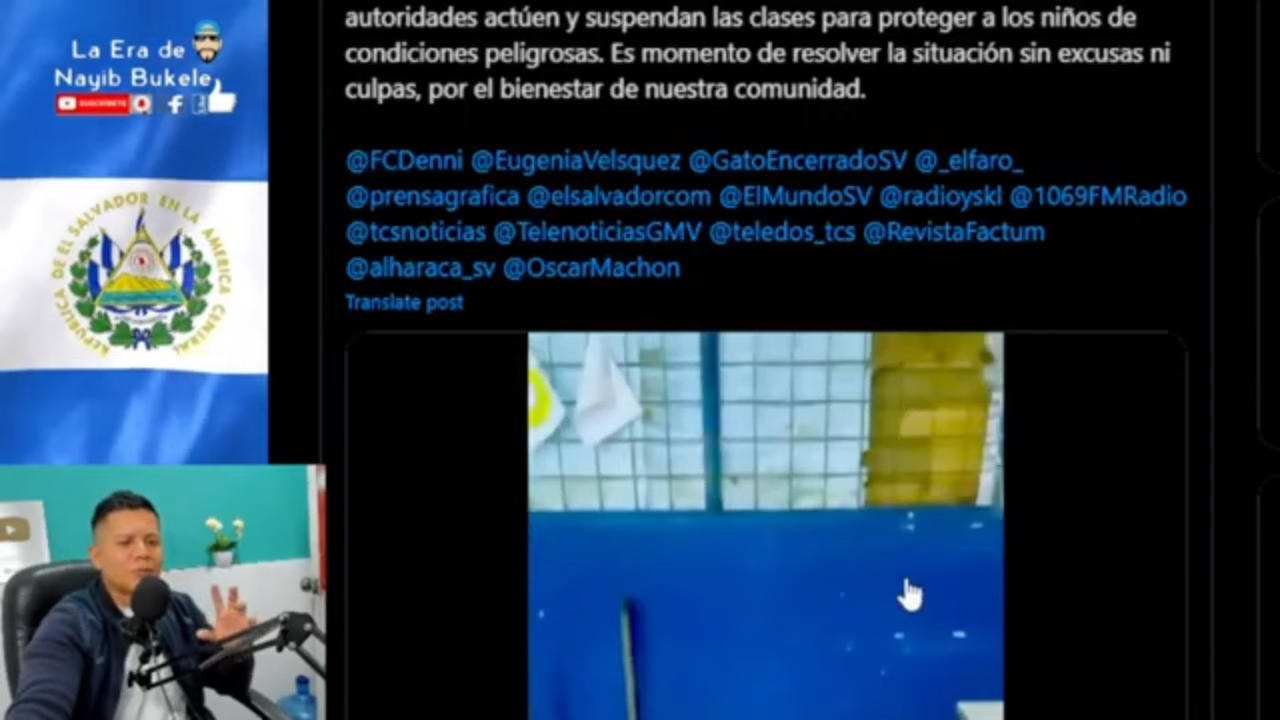 La Era de
Nayib Bukele
SUSCRÍBETE
REPUBLICA DE EL SALVADOR EN LA AMERICA CENTRAL
autoridades actúen y suspendan las clases para proteger a los niños de
condiciones peligrosas. Es momento de resolver la situación sin excusas ni
culpas, por el bienestar de nuestra comunidad.
@FCDenni @EugeniaVelsquez @GatoEncerradoSV @_elfaro_
@prensagrafica @elsalvadorcom @ElMundoSV @radioyskl @1069FMRadio
@tcsnoticias @TelenoticiasGMV @teledos_tcs @RevistaFactum
@alharaca_sv @OscarMachon
Translate post